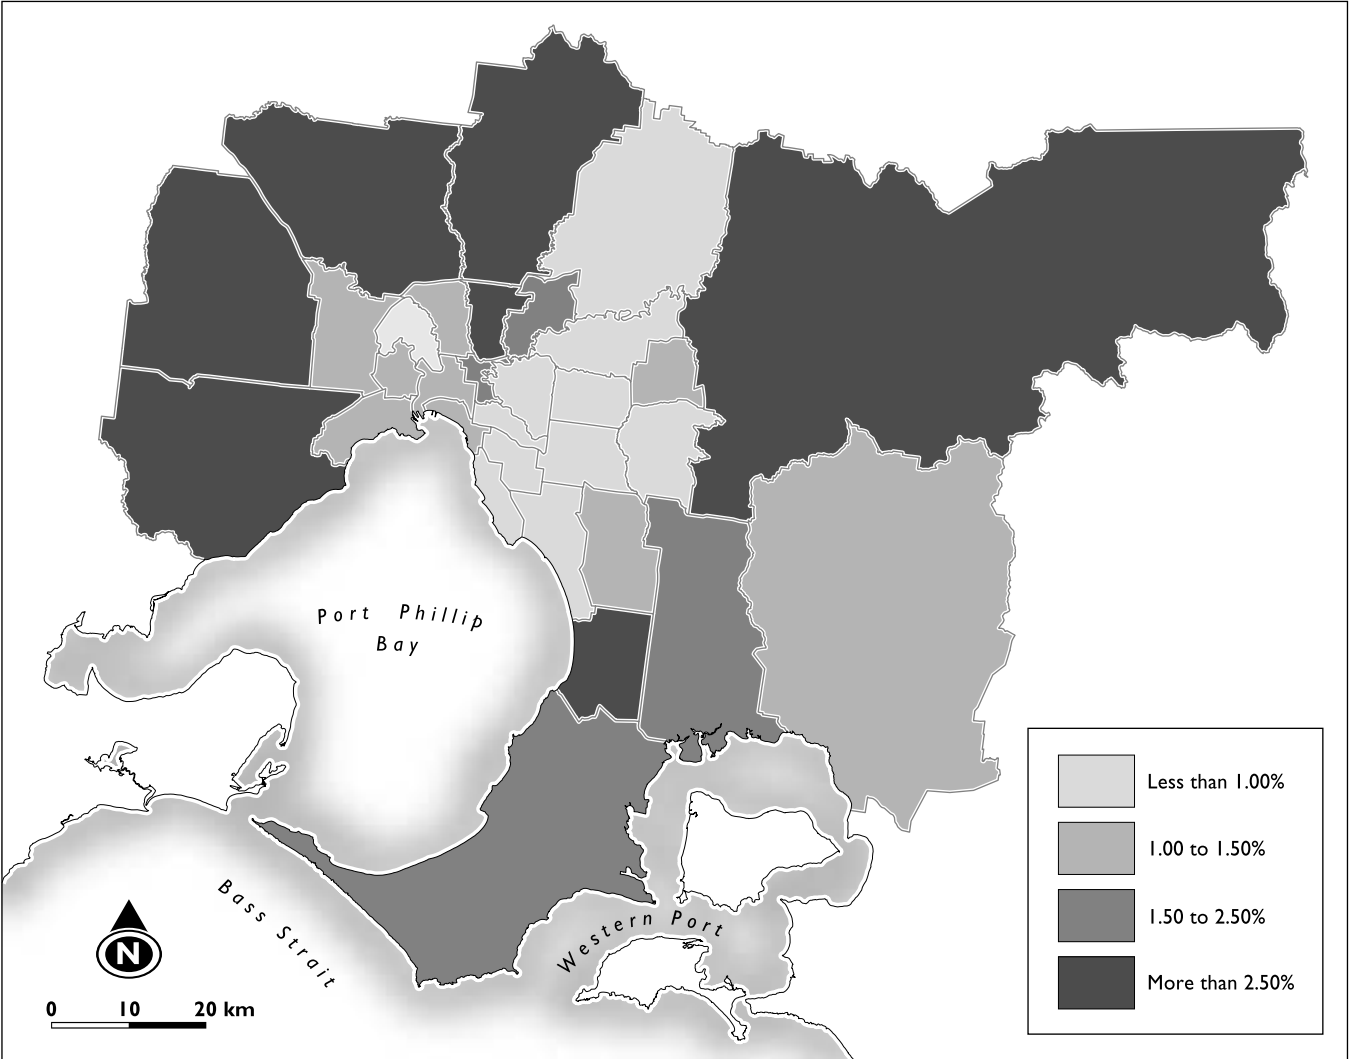 Port Phillip
Bay
Bass Strait
Western Port
N
0 10 20 km
Less than 1.00%
1.00 to 1.50%
1.50 to 2.50%
More than 2.50%